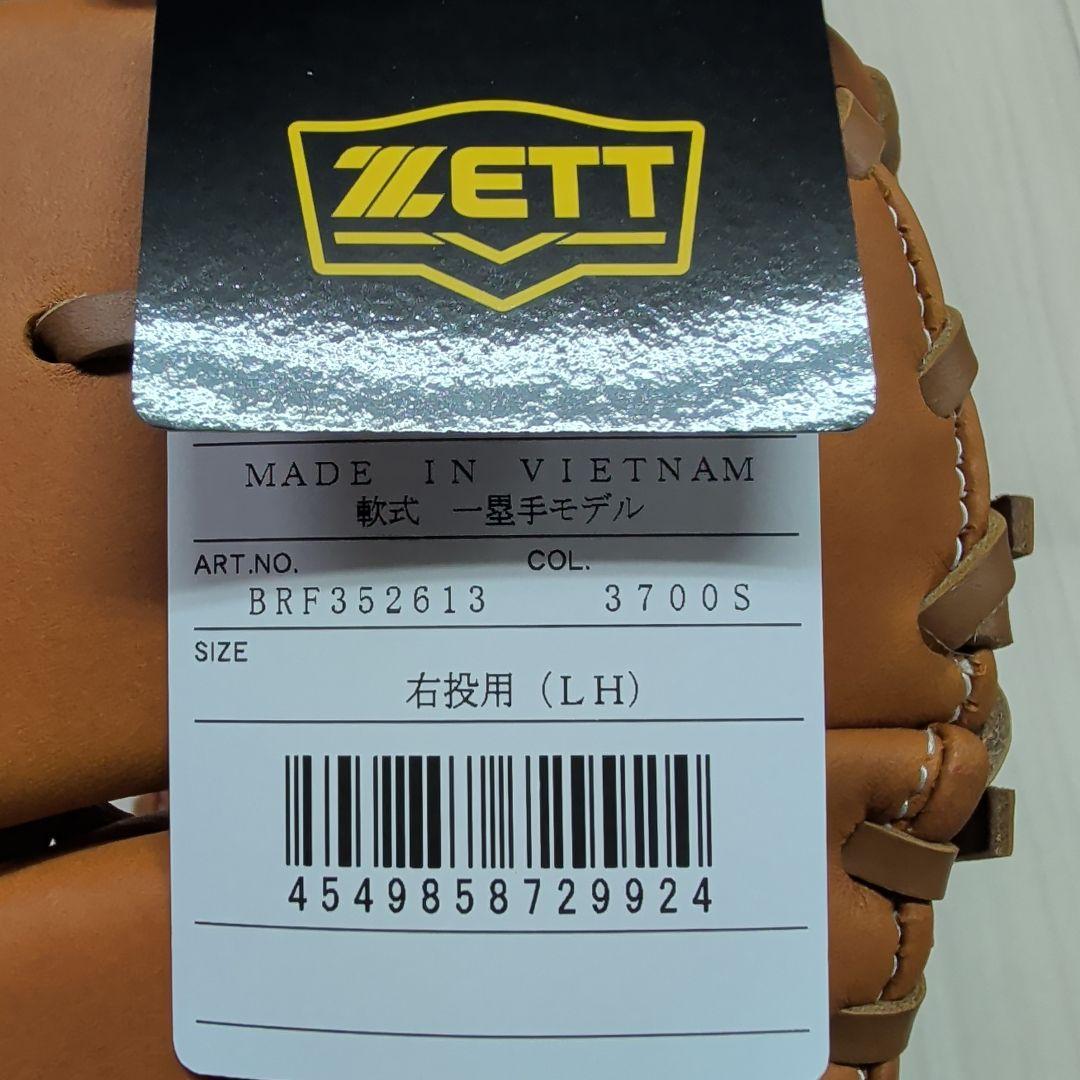 ZETT
MADE IN VIETNAM
軟式 一塁手モデル
ART.NO. COL.
BRF352613 3700S
SIZE
右投用（LH）
4549858729924